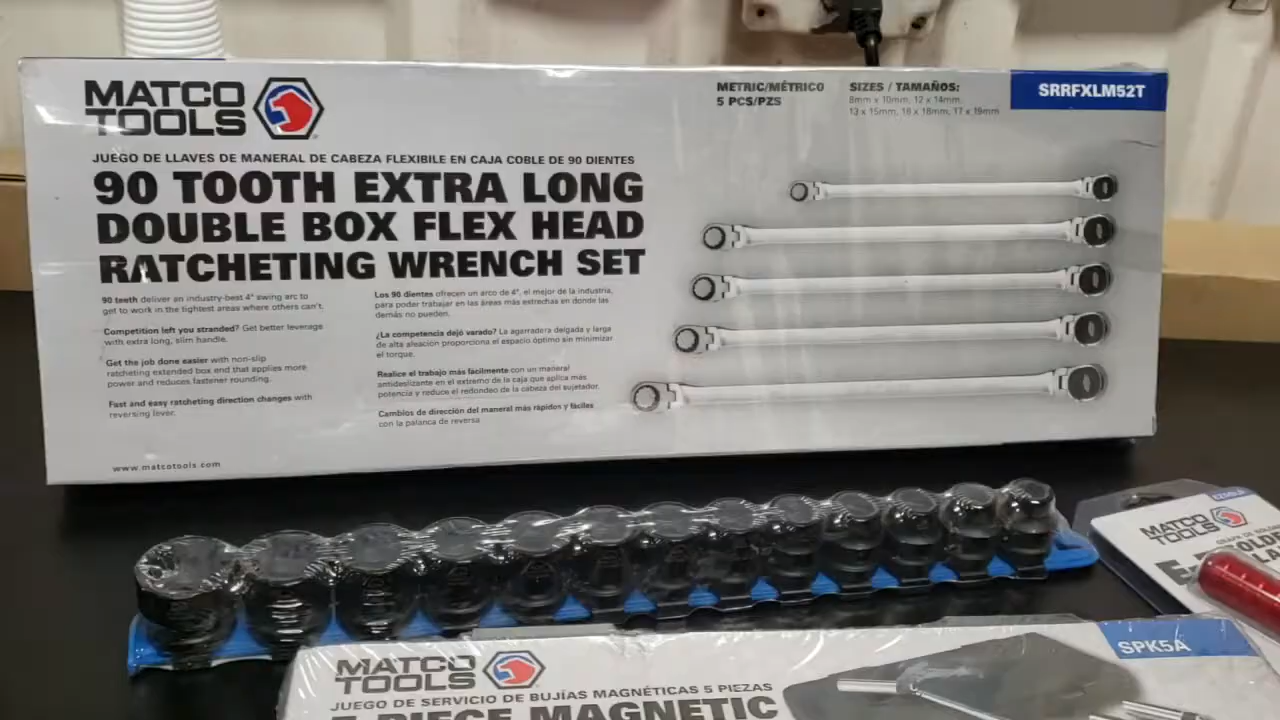 MATCO
TOOLS
METRIC/MÉTRICO
5 PCS/PZS
SIZES / TAMAÑOS:
8mm x 10mm, 12 x 14mm,
13 x 15mm, 16 x 18mm, 17 x 19mm
SRRFXLM52T
JUEGO DE LLAVES DE MANERAL DE CABEZA FLEXIBILE EN CAJA COBLE DE 90 DIENTES
90 TOOTH EXTRA LONG
DOUBLE BOX FLEX HEAD
RATCHETING WRENCH SET
90 teeth deliver an industry-best 4° swing arc to
get to work in the tightest areas where others can't.
Competition left you stranded? Get better leverage
with extra long, slim handle.
Get the job done easier with non-slip
ratcheting extended box end that applies more
power and reduces fastener rounding.
Fast and easy ratcheting direction changes with
reversing lever.
Los 90 dientes ofrecen un arco de 4°, el mejor de la industria,
para poder trabajar en las áreas más estrechas en donde las
demás no pueden.
¿La competencia dejó varado? La agarradera delgada y larga
de alta aleación proporciona el espacio óptimo sin minimizar
el torque.
Realice el trabajo más fácilmente con un maneral
antideslizante en el extremo de la caja que aplica más
potencia y reduce el redondeo de la cabeza del sujetador.
Cambios de dirección del maneral más rápidos y fáciles
con la palanca de reversa
www.matcotools.com
MATCO
TOOLS
MATCO
TOOLS
SPK5A
JUEGO DE SERVICIO DE BUJÍAS MAGNÉTICAS 5 PIEZAS
5-PIECE MAGNETIC